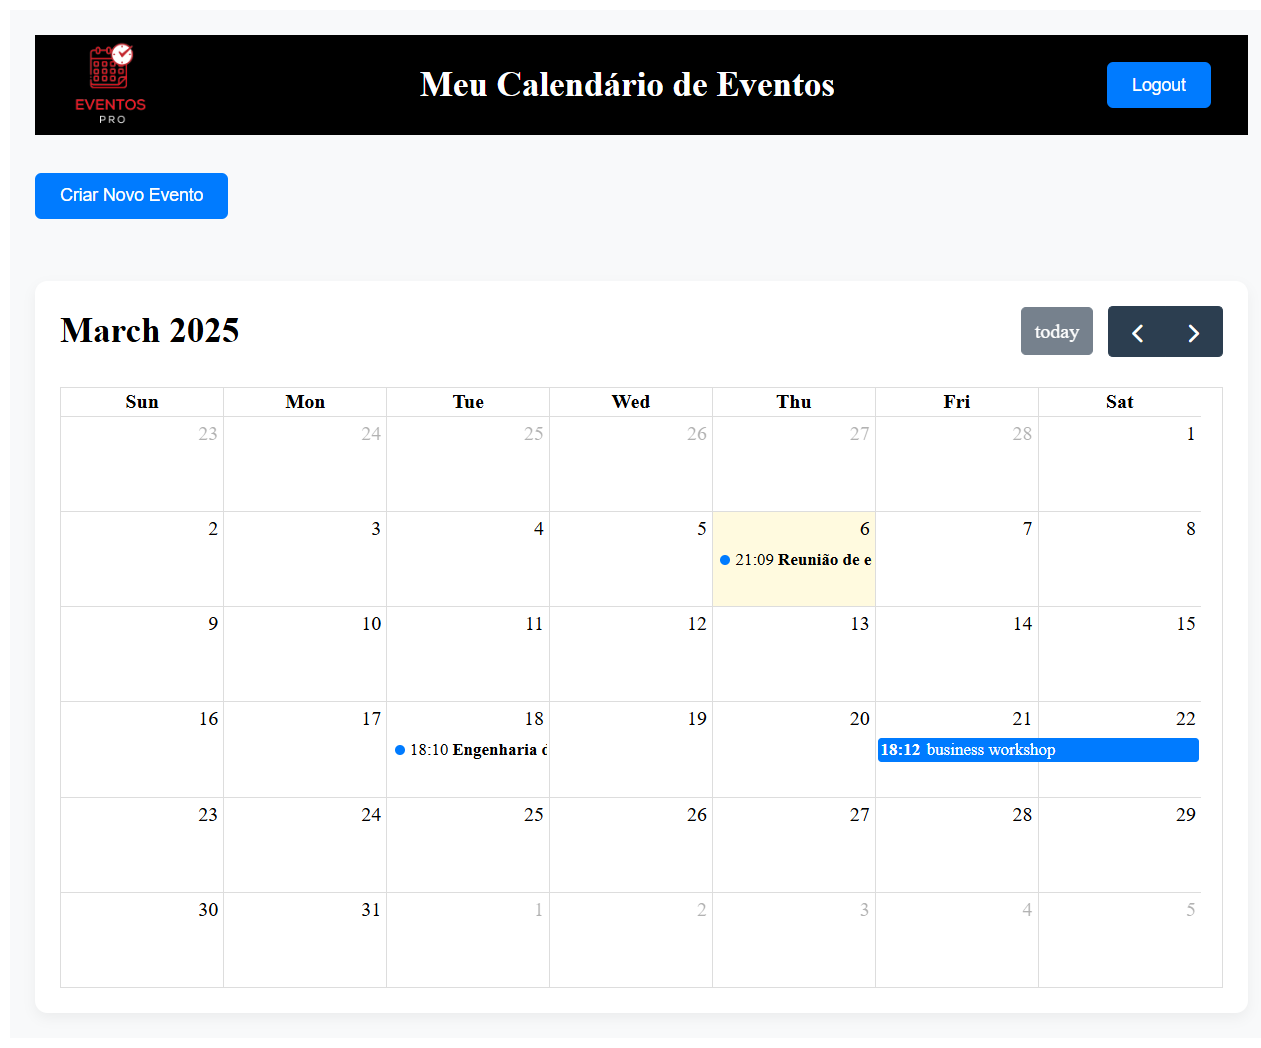 EVENTOS
PRO
Meu Calendário de Eventos
Logout
Criar Novo Evento
March 2025
today
Sun Mon Tue Wed Thu Fri Sat
23 24 25 26 27 28 1
2 3 4 5 6 7 8
21:09 Reunião de e
9 10 11 12 13 14 15
16 17 18 19 20 21 22
18:10 Engenharia 18:12 business workshop
23 24 25 26 27 28 29
30 31 1 2 3 4 5